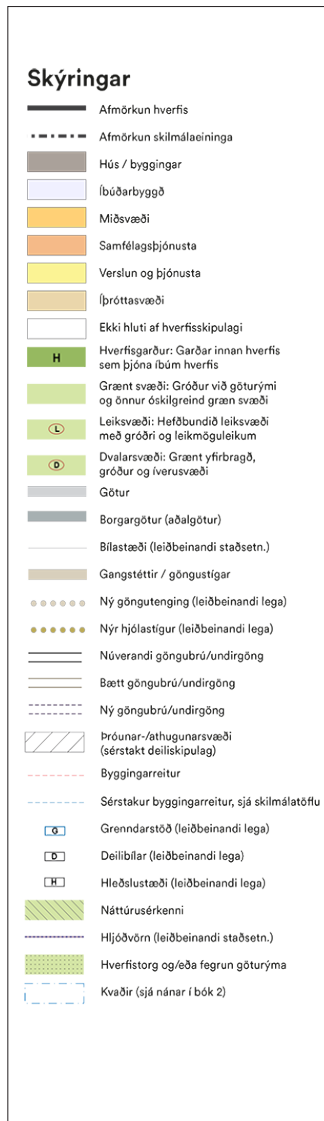 Skýringar
Afmörkun hverfis
Afmörkun skilmálaeininga
Hús / byggingar
Íbúðarbyggð
Miðsvæði
Samfélagsþjónusta
Verslun og þjónusta
Íþróttasvæði
Ekki hluti af hverfisskipulagi
H
Hverfisgarður: Garðar innan hverfis
sem þjóna íbúm hverfis
Grænt svæði: Gróður við göturými
og önnur óskilgreind græn svæði
L
Leiksvæði: Hefðbundið leiksvæði
með gróðri og leikmöguleikum
D
Dvalarsvæði: Grænt yfirbragð,
gróður og íverusvæði
Götur
Borgargötur (aðalgötur)
Bílastæði (leiðbeinandi staðsetn.)
Gangstéttir / göngustígar
Ný göngutenging (leiðbeinandi lega)
Nýr hjólastígur (leiðbeinandi lega)
Núverandi göngubrú/undirgöng
Bætt göngubrú/undirgöng
Ný göngubrú/undirgöng
Þróunar-/athugunarsvæði
(sérstakt deiliskipulag)
Byggingarreitur
Sérstakur byggingarreitur, sjá skilmálatöflu
G
Grenndarstöð (leiðbeinandi lega)
D
Deilibílar (leiðbeinandi lega)
H
Hleðslustæði (leiðbeinandi lega)
Náttúrusérkenni
Hljóðvörn (leiðbeinandi staðsetn.)
Hverfistorg og/eða fegrun göturýma
Kvaðir (sjá nánar í bók 2)